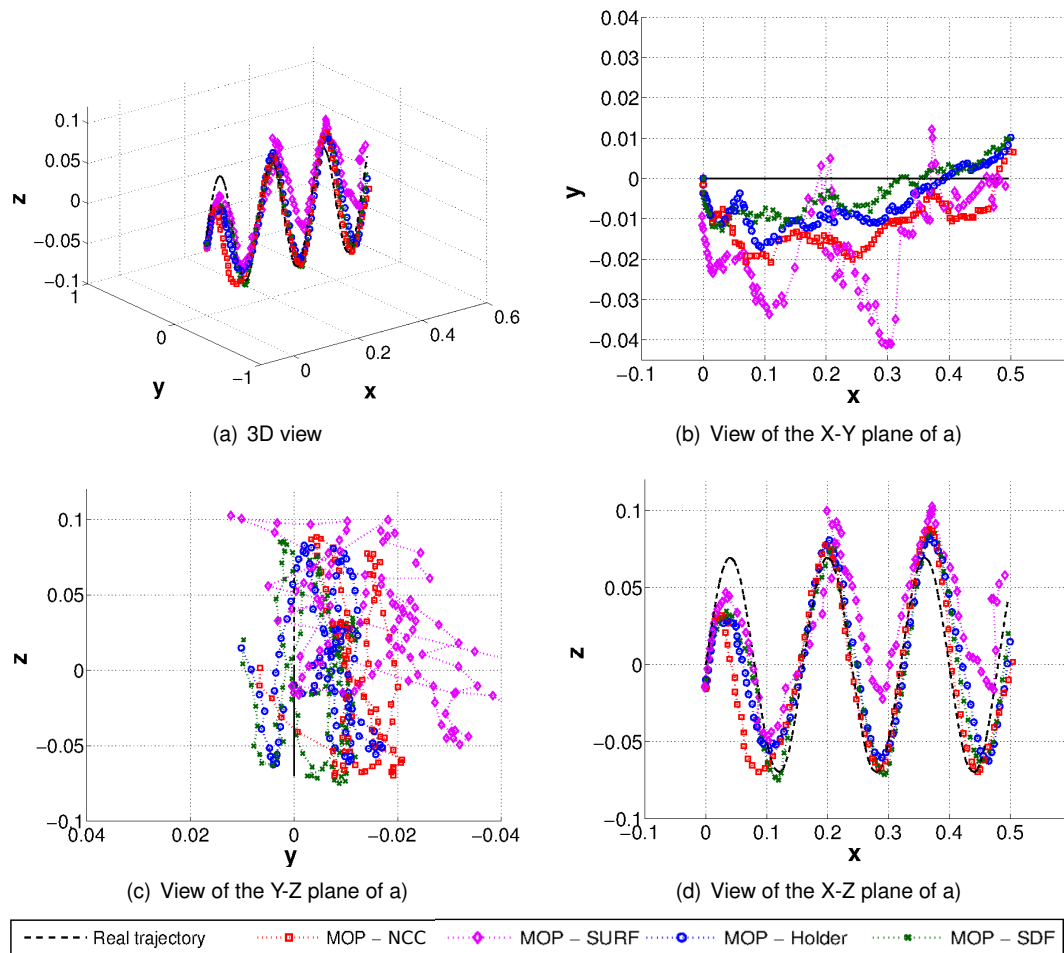 0.1
0.05
0
−0.05
−0.1
z
1
0
−1
y
0
0.2
0.4
0.6
x
(a) 3D view
0.04
0.03
0.02
0.01
0
−0.01
−0.02
−0.03
−0.04
y
−0.1 0 0.1 0.2 0.3 0.4 0.5
x
(b) View of the X-Y plane of a)
0.1
0.05
0
−0.05
−0.1
z
0.04 0.02 0 −0.02 −0.04
y
(c) View of the Y-Z plane of a)
0.1
0.05
0
−0.05
−0.1
z
−0.1 0 0.1 0.2 0.3 0.4 0.5
x
(d) View of the X-Z plane of a)
Real trajectory MOP − NCC MOP − SURF MOP − Holder MOP − SDF